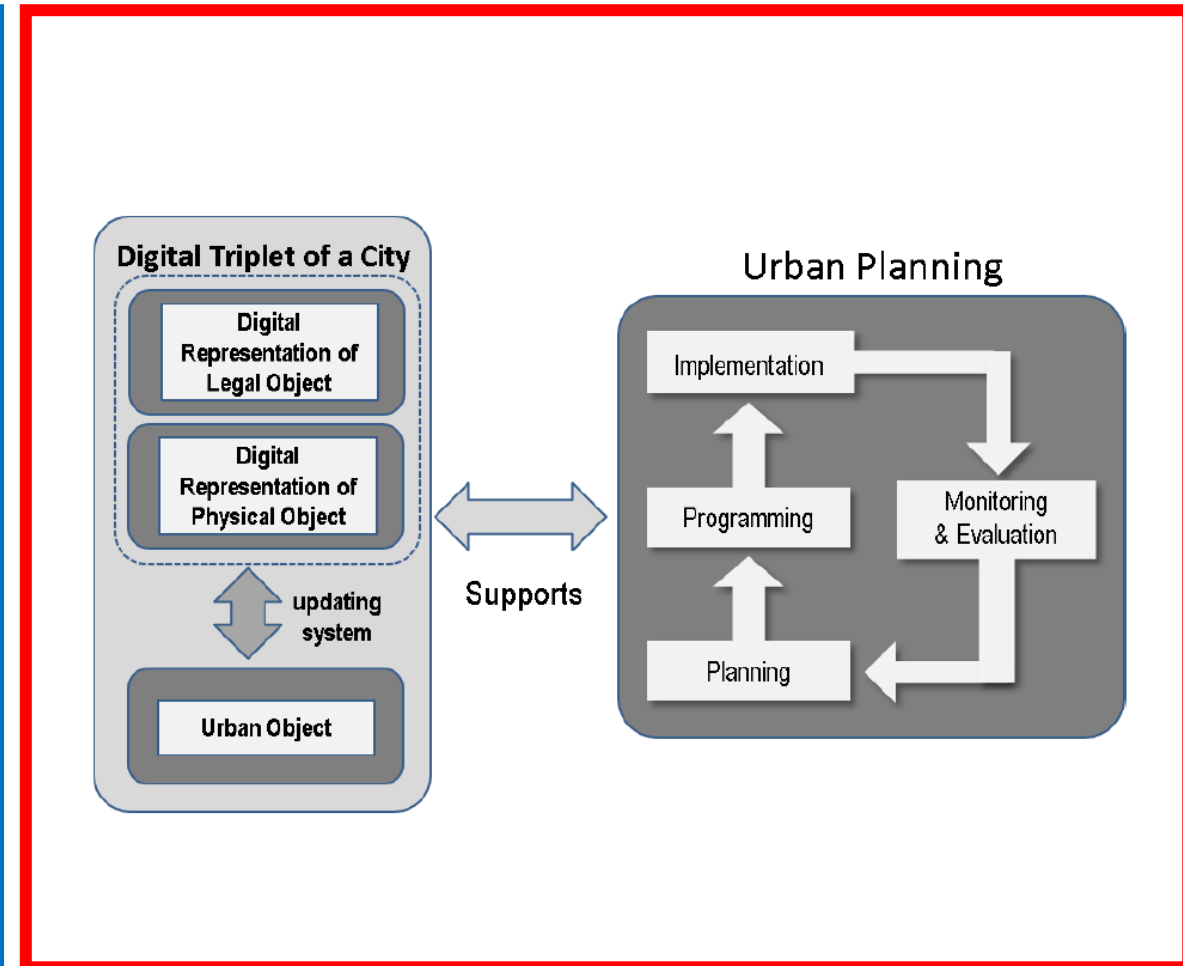 Digital Triplet of a City
Digital
Representation of
Legal Object
Digital
Representation of
Physical Object
updating
system
Urban Object
Supports
Urban Planning
Implementation
Programming
Planning
Monitoring
& Evaluation